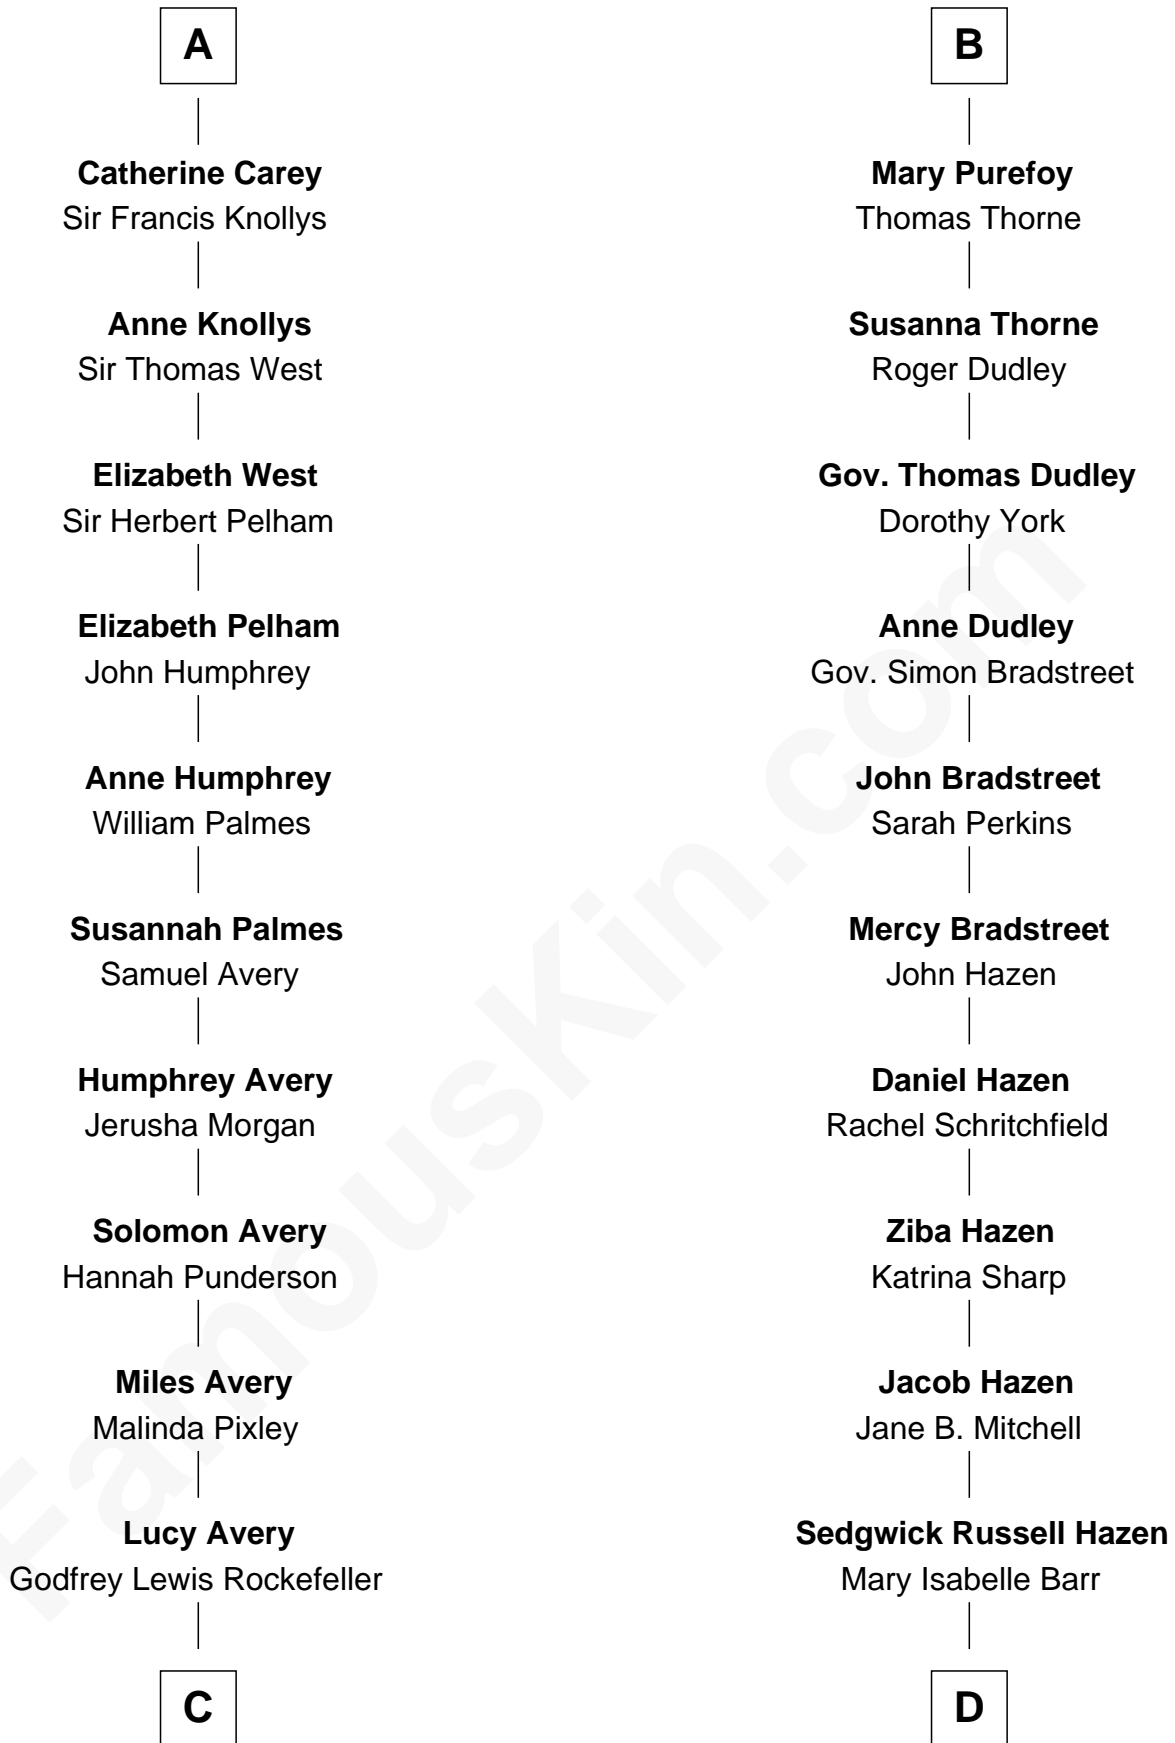 A
Catherine Carey
Sir Francis Knollys
Anne Knollys
Sir Thomas West
Elizabeth West
Sir Herbert Pelham
Elizabeth Pelham
John Humphrey
Anne Humphrey
William Palmes
Susannah Palmes
Samuel Avery
Humphrey Avery
Jerusha Morgan
Solomon Avery
Hannah Punderson
Miles Avery
Malinda Pixley
Lucy Avery
Godfrey Lewis Rockefeller
C
B
Mary Purefoy
Thomas Thorne
Susanna Thorne
Roger Dudley
Gov. Thomas Dudley
Dorothy York
Anne Dudley
Gov. Simon Bradstreet
John Bradstreet
Sarah Perkins
Mercy Bradstreet
John Hazen
Daniel Hazen
Rachel Schritchfield
Ziba Hazen
Katrina Sharp
Jacob Hazen
Jane B. Mitchell
Sedgwick Russell Hazen
Mary Isabelle Barr
D
FamousKin.com